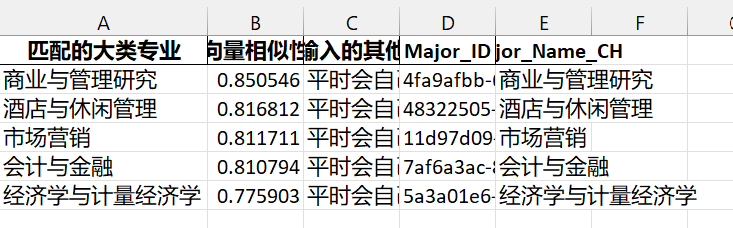 A B C D E F
匹配的大类专业 向量相似性 输入的其他 Major_ID jor_Name_CH
商业与管理研究 0.850546 平时会自 4fa9afbb- 商业与管理研究
酒店与休闲管理 0.816812 平时会自 48322505- 酒店与休闲管理
市场营销 0.811711 平时会自 11d97d09- 市场营销
会计与金融 0.810794 平时会自 7af6a3ac- 会计与金融
经济学与计量经济学 0.775903 平时会自 5a3a01e6- 经济学与计量经济学